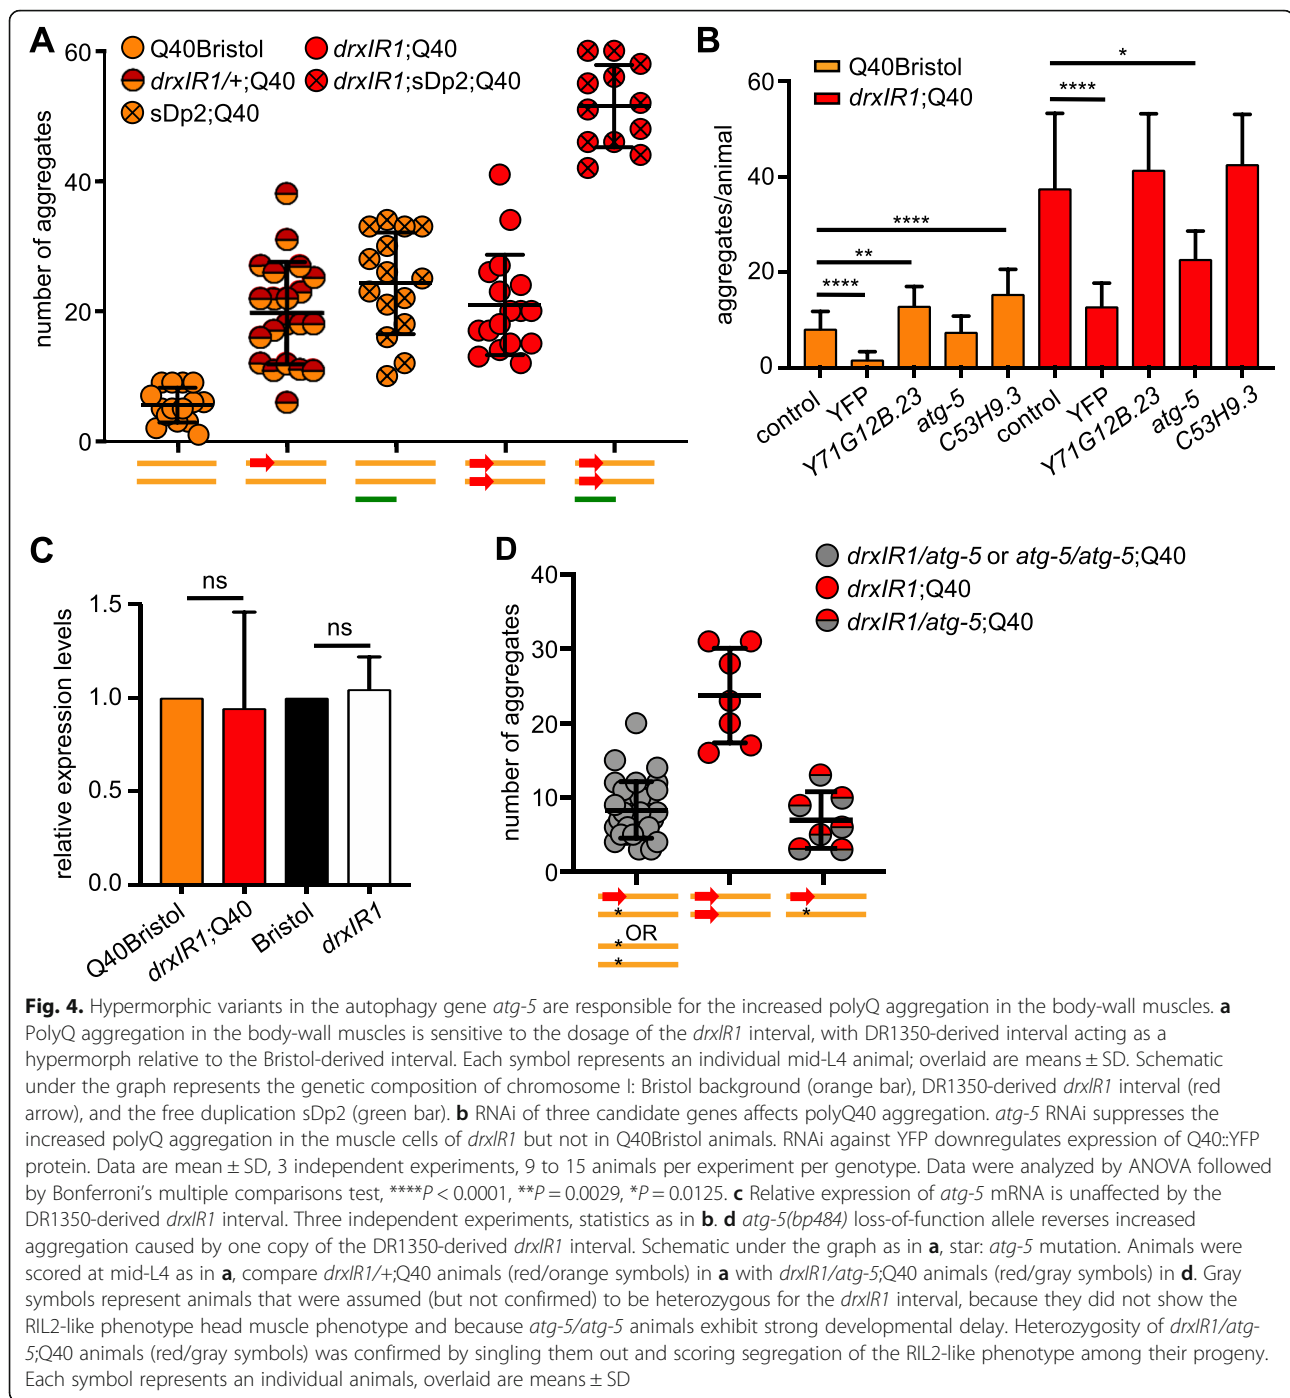 A
60
40
20
0
number of aggregates
Q40Bristol
drxIR1;Q40
drxIR1/+;Q40
drxIR1;sDp2;Q40
sDp2;Q40
B
60
40
20
0
aggregates/animal
Q40Bristol
drxIR1;Q40
*
****
****
**
****
control
YFP
Y71G12B.23
atg-5
C53H9.3
control
YFP
Y71G12B.23
atg-5
C53H9.3
C
1.5
1.0
0.5
0.0
relative expression levels
ns
ns
Q40Bristol
drxIR1;Q40
Bristol
drxIR1
D
40
30
20
10
0
number of aggregates
drxIR1/atg-5 or atg-5/atg-5;Q40
drxIR1;Q40
drxIR1/atg-5;Q40
*
*
OR
*
*
Fig. 4. Hypermorphic variants in the autophagy gene atg-5 are responsible for the increased polyQ aggregation in the body-wall muscles. a
PolyQ aggregation in the body-wall muscles is sensitive to the dosage of the drxIR1 interval, with DR1350-derived interval acting as a
hypermorph relative to the Bristol-derived interval. Each symbol represents an individual mid-L4 animal; overlaid are means ± SD. Schematic
under the graph represents the genetic composition of chromosome I: Bristol background (orange bar), DR1350-derived drxIR1 interval (red
arrow), and the free duplication sDp2 (green bar). b RNAi of three candidate genes affects polyQ40 aggregation. atg-5 RNAi suppresses the
increased polyQ aggregation in the muscle cells of drxIR1 but not in Q40Bristol animals. RNAi against YFP downregulates expression of Q40::YFP
protein. Data are mean ± SD, 3 independent experiments, 9 to 15 animals per experiment per genotype. Data were analyzed by ANOVA followed
by Bonferroni's multiple comparisons test, ****P < 0.0001, **P = 0.0029, *P = 0.0125. c Relative expression of atg-5 mRNA is unaffected by the
DR1350-derived drxIR1 interval. Three independent experiments, statistics as in b. d atg-5(bp484) loss-of-function allele reverses increased
aggregation caused by one copy of the DR1350-derived drxIR1 interval. Schematic under the graph as in a, star: atg-5 mutation. Animals were
scored at mid-L4 as in a, compare drxIR1/+;Q40 animals (red/orange symbols) in a with drxIR1/atg-5;Q40 animals (red/gray symbols) in d. Gray
symbols represent animals that were assumed (but not confirmed) to be heterozygous for the drxIR1 interval, because they did not show the
RIL2-like phenotype head muscle phenotype and because atg-5/atg-5 animals exhibit strong developmental delay. Heterozygosity of drxIR1/atg-
5;Q40 animals (red/gray symbols) was confirmed by singling them out and scoring segregation of the RIL2-like phenotype among their progeny.
Each symbol represents an individual animals, overlaid are means ± SD